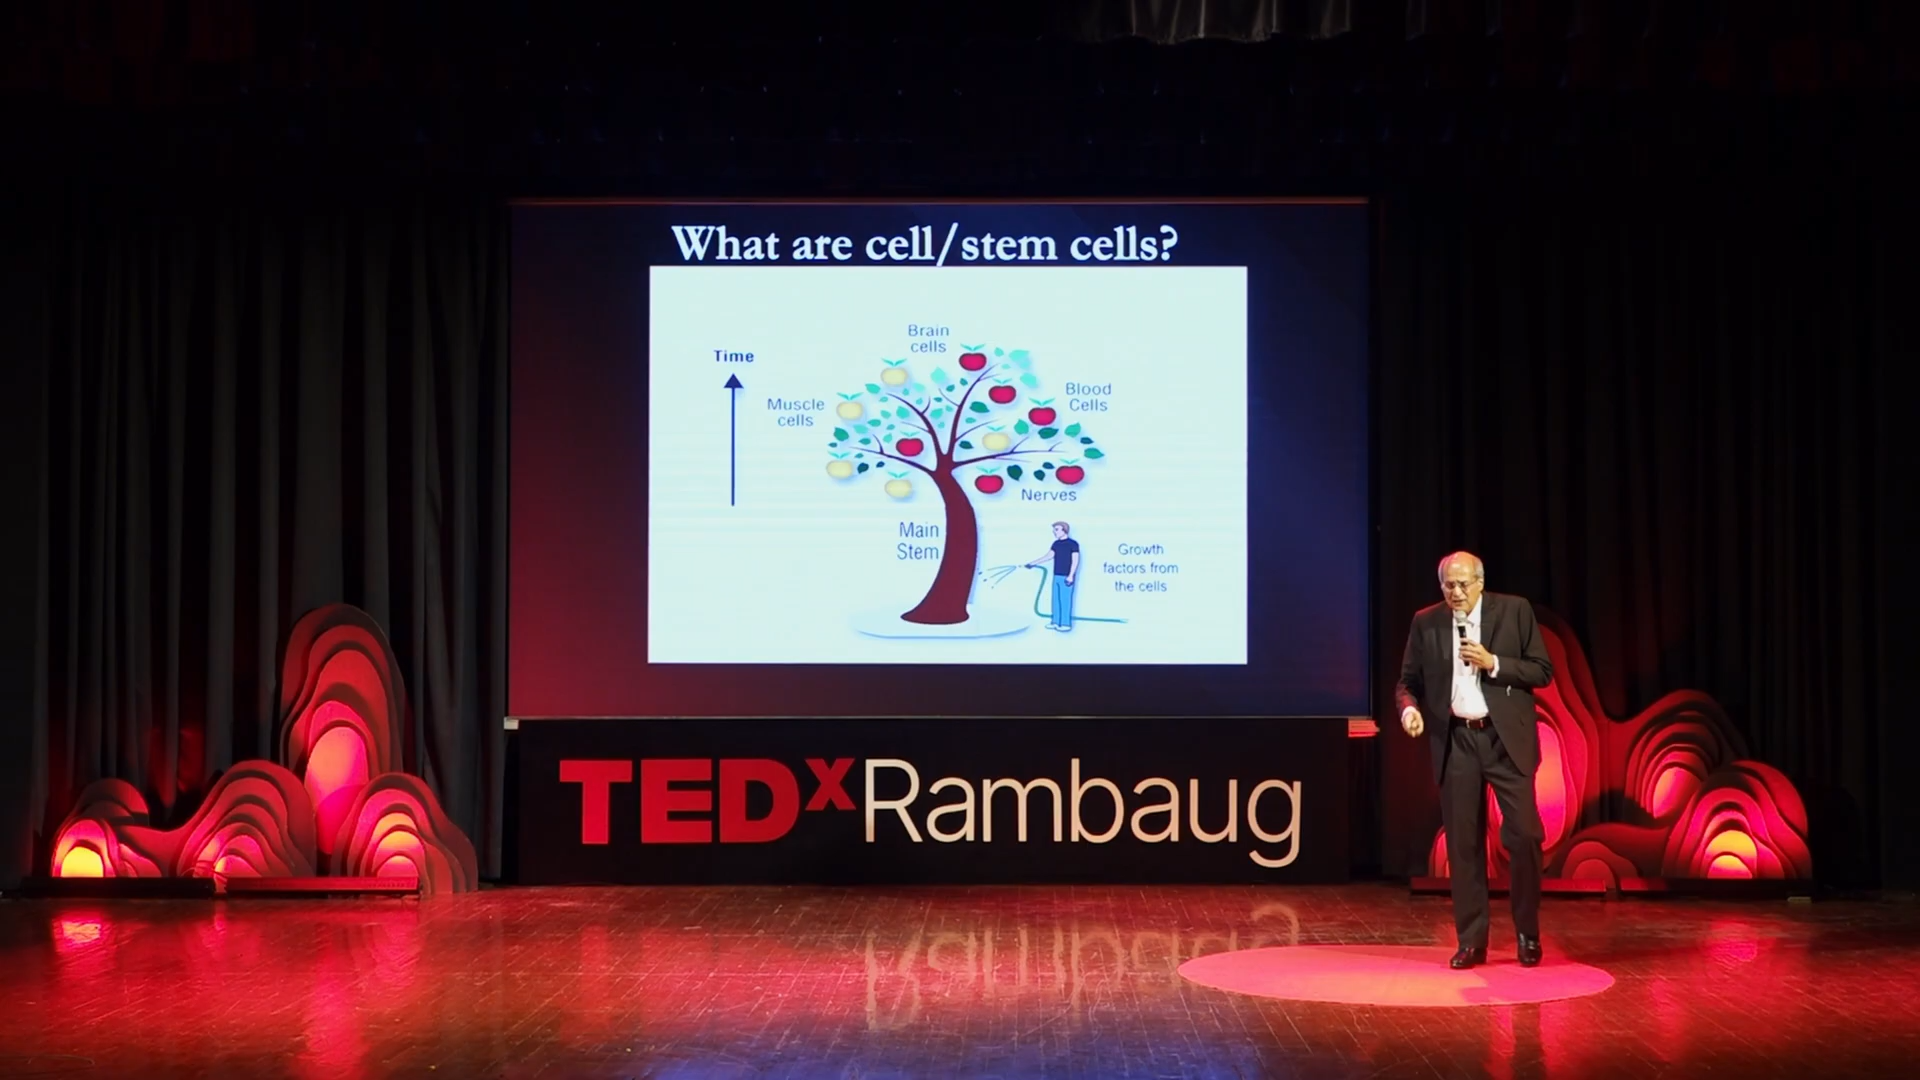 What are cell/stem cells?
Brain
cells
Time
Blood
Cells
Muscle
cells
Nerves
Main
Stem
Growth
factors from
the cells
TEDxRambaug